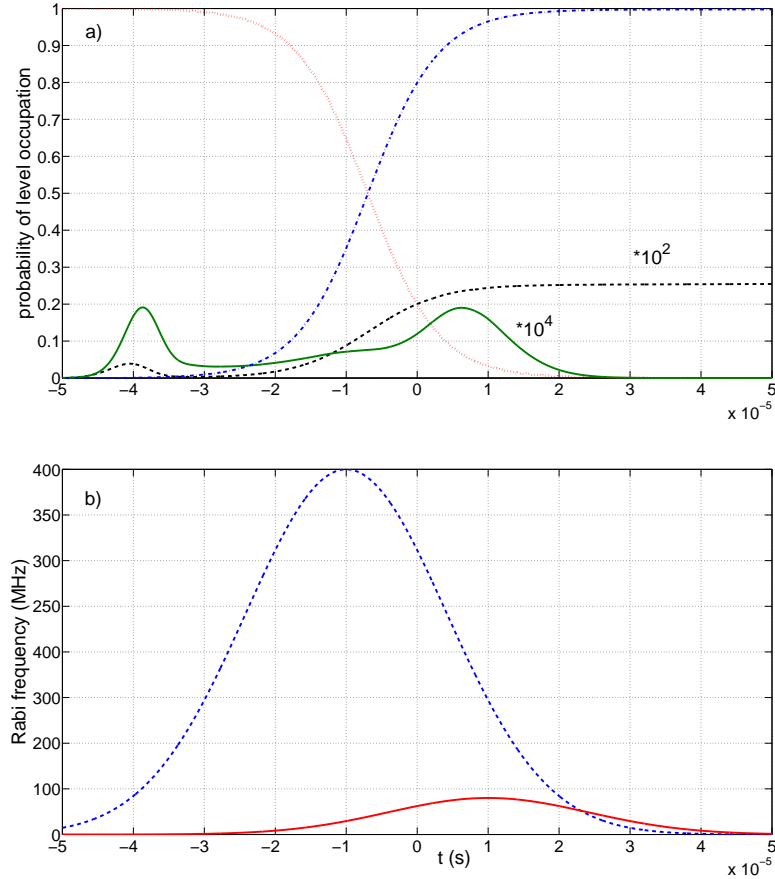 a)
probability of level occupation
1
0.9
0.8
0.7
0.6
0.5
0.4
0.3
0.2
0.1
0
*10^2
*10^4
−5 −4 −3 −2 −1 0 1 2 3 4 5
x 10^-5
b)
Rabi frequency (MHz)
400
350
300
250
300
200
100
0
−5 −4 −3 −2 −1 0 1 2 3 4 5
t (s)
x 10^-5